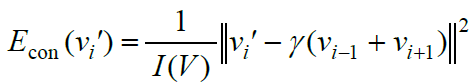 E_con(v_i′) = 1/I(V) ‖v_i′ − γ(v_{i−1} + v_{i+1})‖²